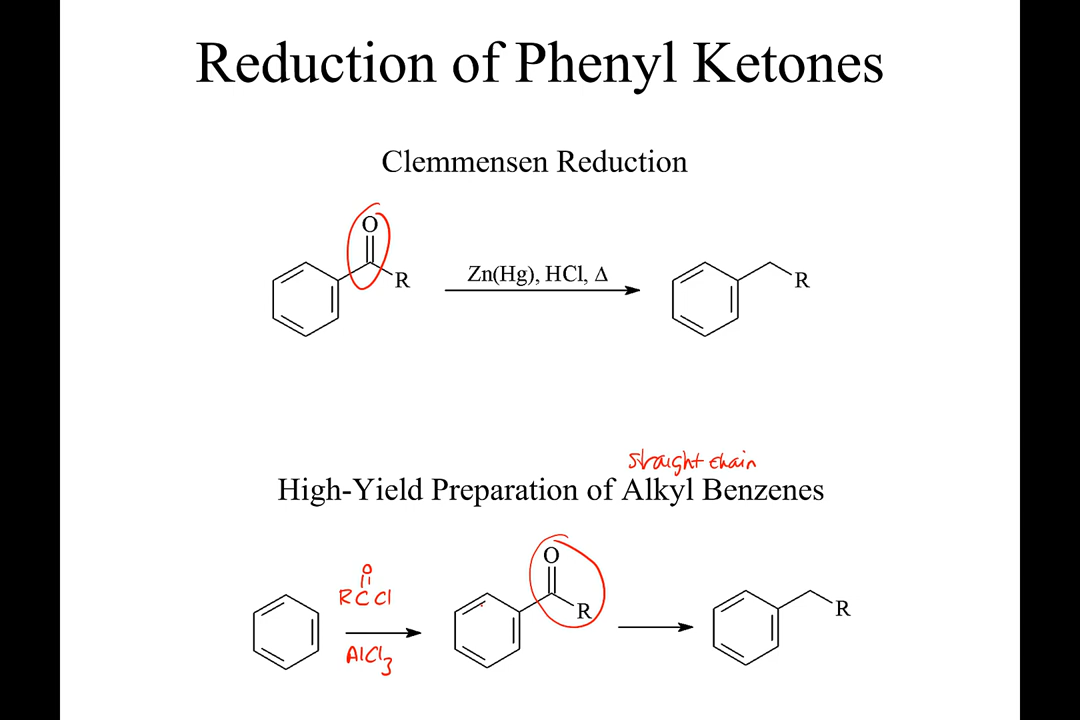 Reduction of Phenyl Ketones
Clemmensen Reduction
O
R
Zn(Hg), HCl, Δ
R
straight chain
High-Yield Preparation of Alkyl Benzenes
O
RCCl
AlCl3
O
R
R